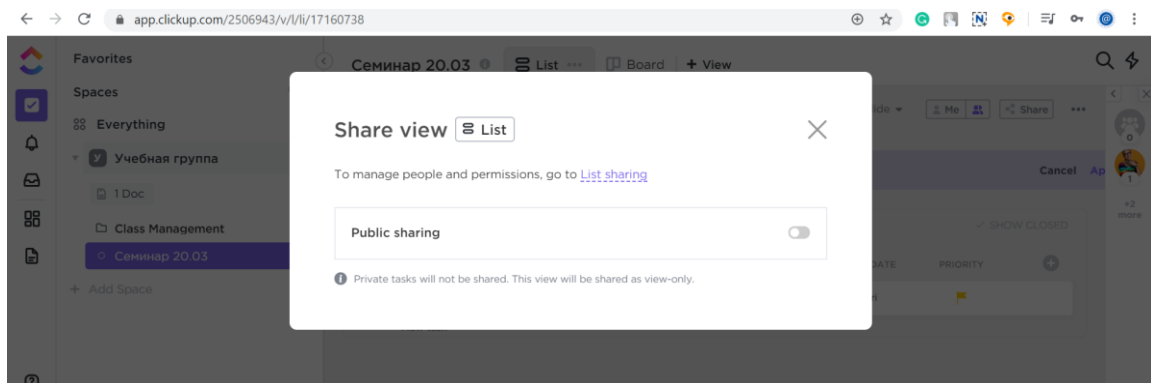 app.clickup.com/2506943/v/l/li/17160738
Favorites
Семинар 20.03 List Board + View
Spaces
Everything
Me Share
У Учебная группа
Cancel
1 Doc
Class Management
Семинар 20.03
+ Add Space
Share view List
To manage people and permissions, go to List sharing
Public sharing
Private tasks will not be shared. This view will be shared as view-only.
0
1
+2
more
SHOW CLOSED
PRIORITY